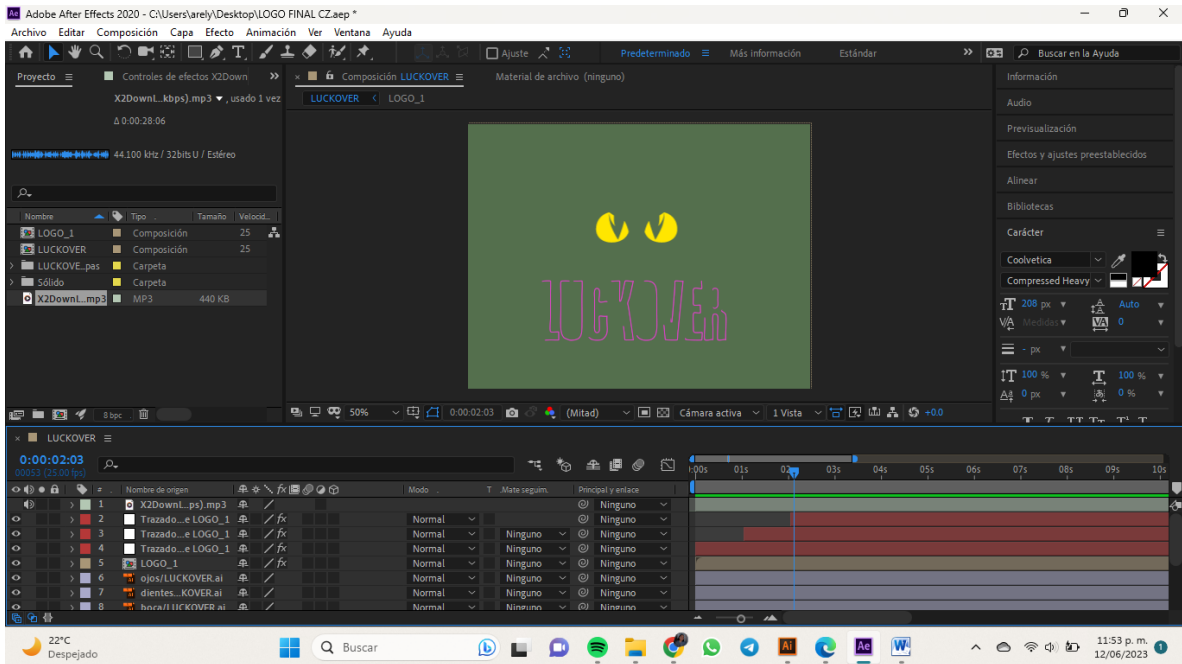 Adobe After Effects 2020 - C:\Users\arely\Desktop\LOGO FINAL CZ.aep *
Archivo Editar Composición Capa Efecto Animación Ver Ventana Ayuda
Ajuste Predeterminado Más información Estándar Buscar en la Ayuda
Proyecto Controles de efectos X2Down
Composición LUCKOVER Material de archivo (ninguno)
LUCKOVER LOGO_1
X2Downl...kbps).mp3 , usado 1 vez
Δ 0:00:28:06
44.100 kHz / 32bits U / Estéreo
Nombre Tipo Tamaño Velocid...
LOGO_1 Composición 25
LUCKOVER Composición 25
LUCKOVE...pas Carpeta
Sólido Carpeta
X2Downl...mp3 MP3 440 KB
8 bpc
LUCKOVER
50% 0:00:02:03 (Mitad) Cámara activa 1 Vista +0.0
Información
Audio
Previsualización
Efectos y ajustes preestablecidos
Alinear
Bibliotecas
Carácter
Coolvetica
Compressed Heavy
208 px Auto
Medidas 0
- px
100 % 100 %
0 px 0 %
LUCKOVER
0:00:02:03
00053 (25.00 fps)
:00s 01s 02s 03s 04s 05s 06s 07s 08s 09s 10s
# Nombre de origen Modo T .Mate seguim. Principal y enlace
1 X2Downl...ps).mp3 Ninguno
2 Trazado...e LOGO_1 Normal Ninguno
3 Trazado...e LOGO_1 Normal Ninguno Ninguno
4 Trazado...e LOGO_1 Normal Ninguno Ninguno
5 LOGO_1 Normal Ninguno Ninguno
6 ojos/LUCKOVER.ai Normal Ninguno Ninguno
7 dientes...KOVER.ai Normal Ninguno Ninguno
8 boca/LUCKOVER.ai Normal Ninguno Ninguno
22°C
Despejado
Buscar
11:53 p. m.
12/06/2023
1